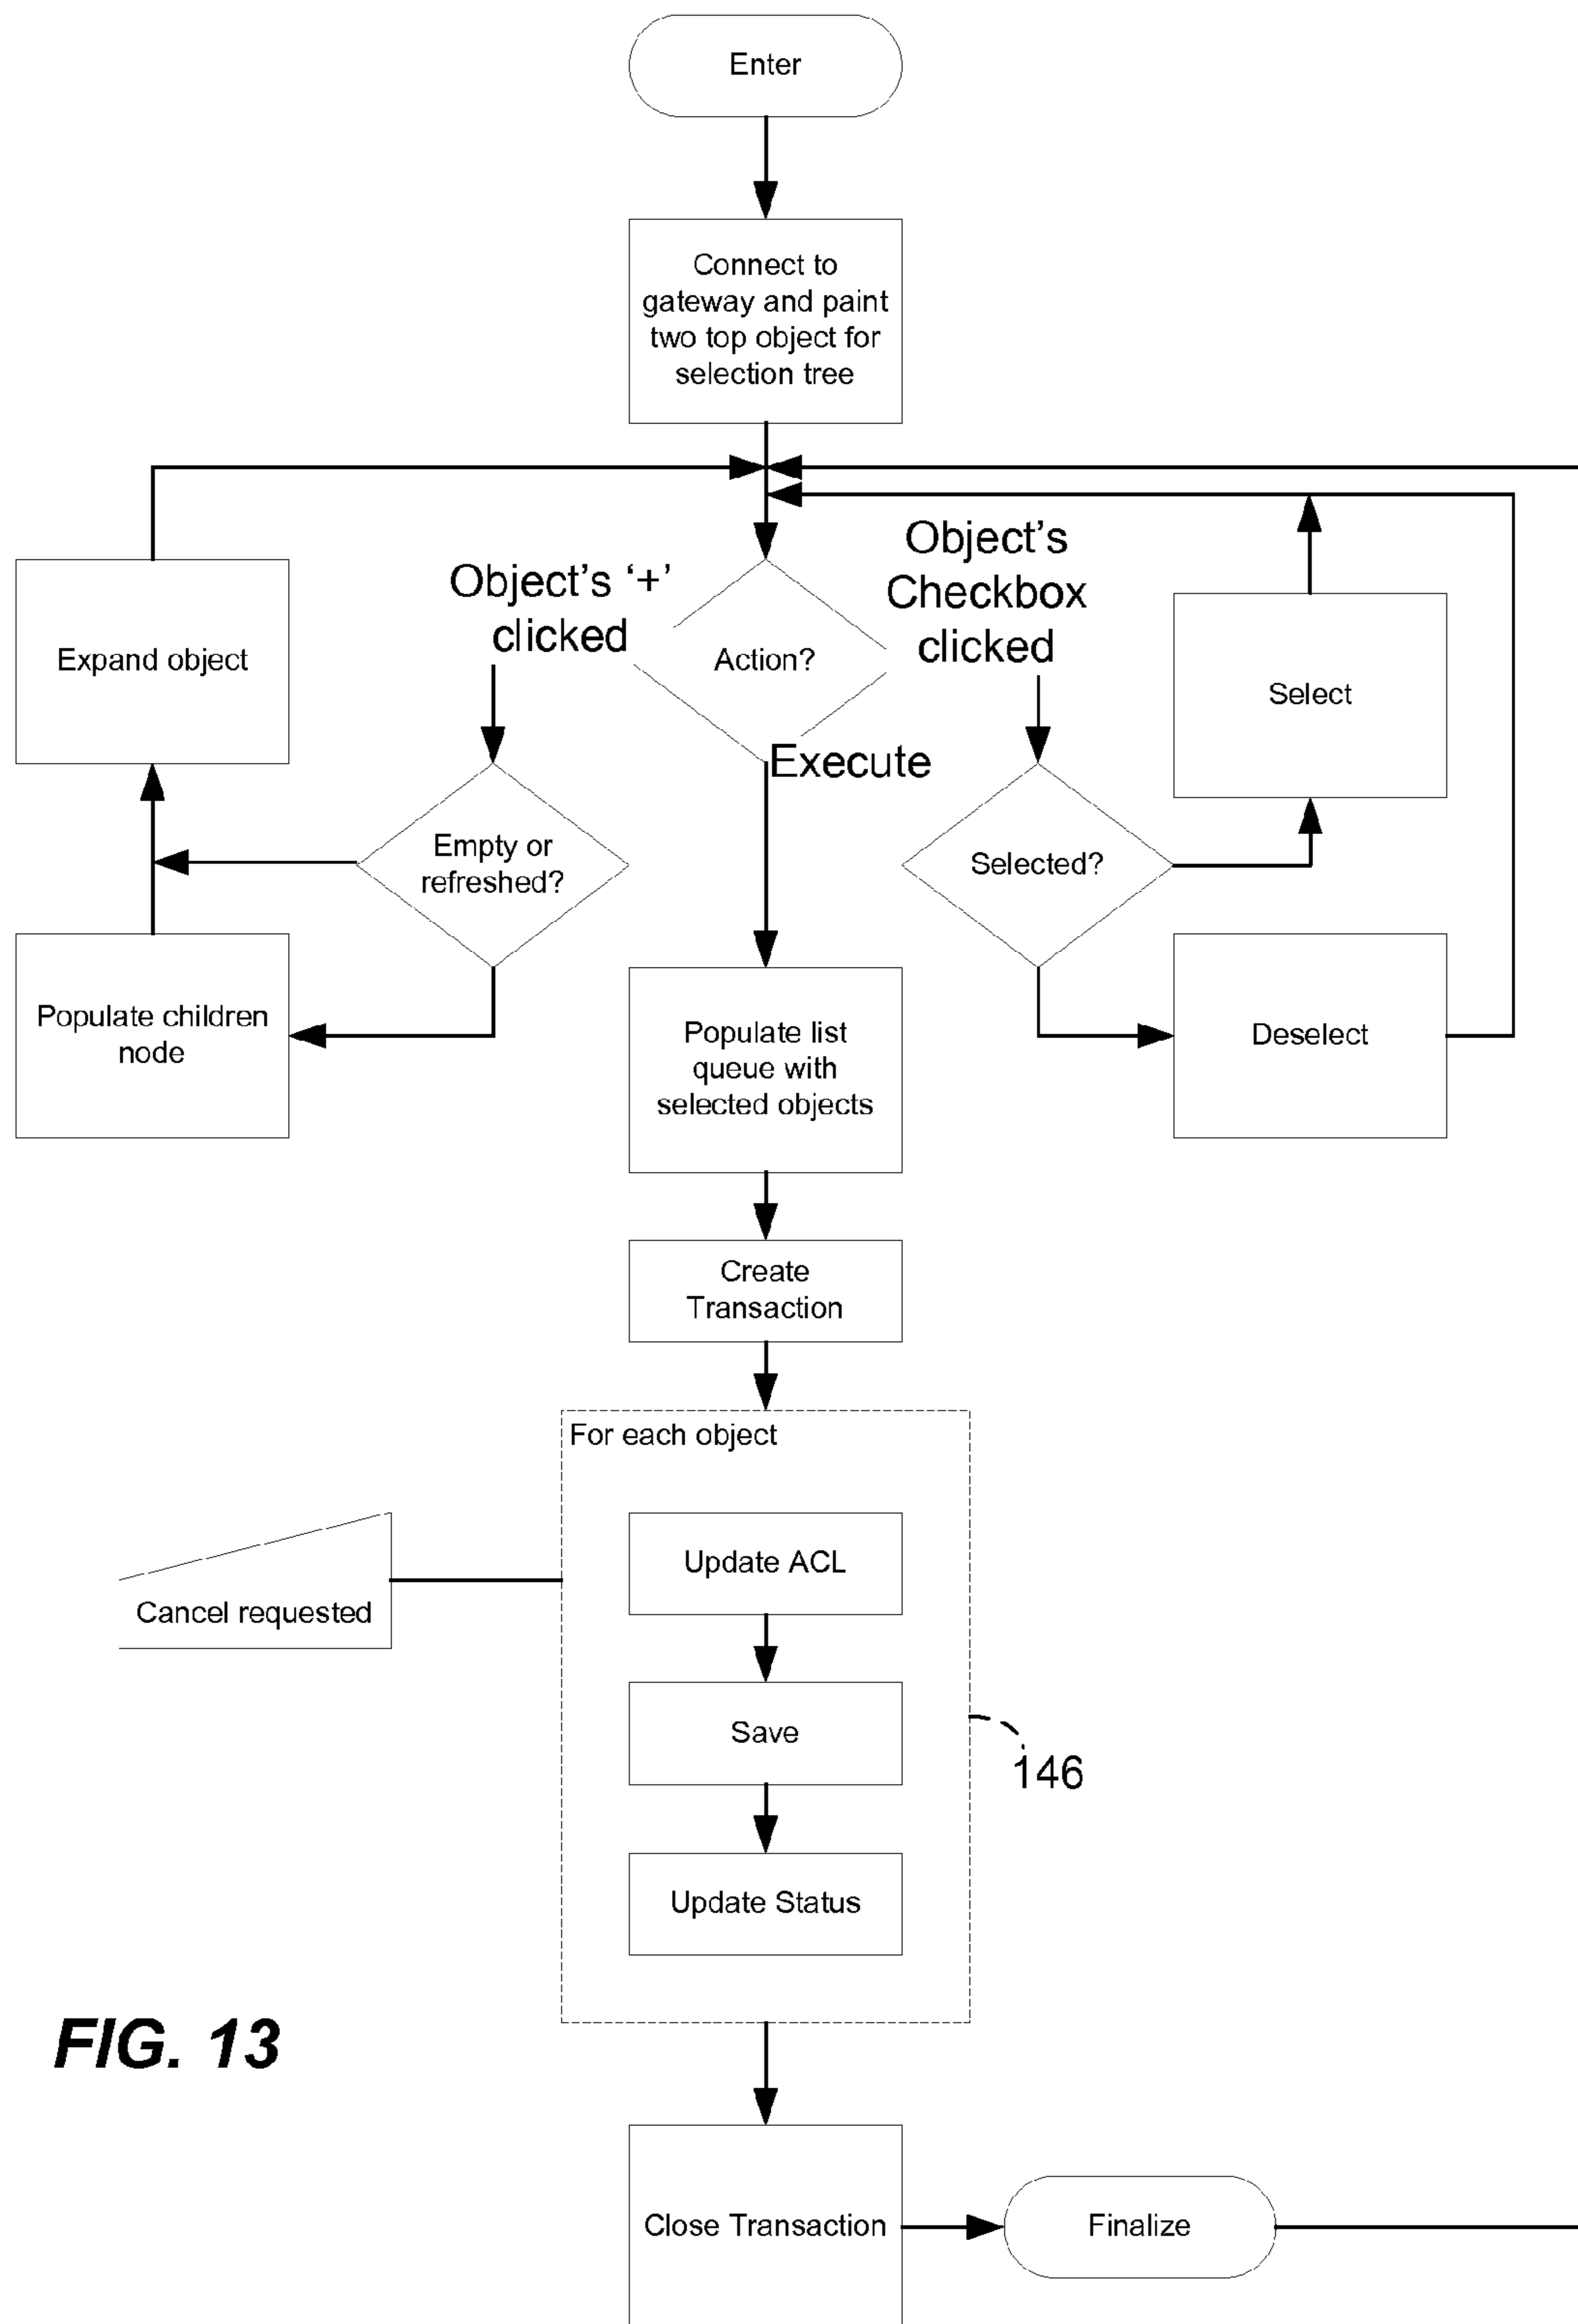 Enter
Connect to
gateway and paint
two top object for
selection tree
Object's '+'
clicked
Object's
Checkbox
clicked
Expand object
Action?
Select
Execute
Empty or
refreshed?
Selected?
Populate children
node
Populate list
queue with
selected objects
Deselect
Create
Transaction
For each object
Update ACL
Cancel requested
Save
146
Update Status
FIG. 13
Close Transaction
Finalize